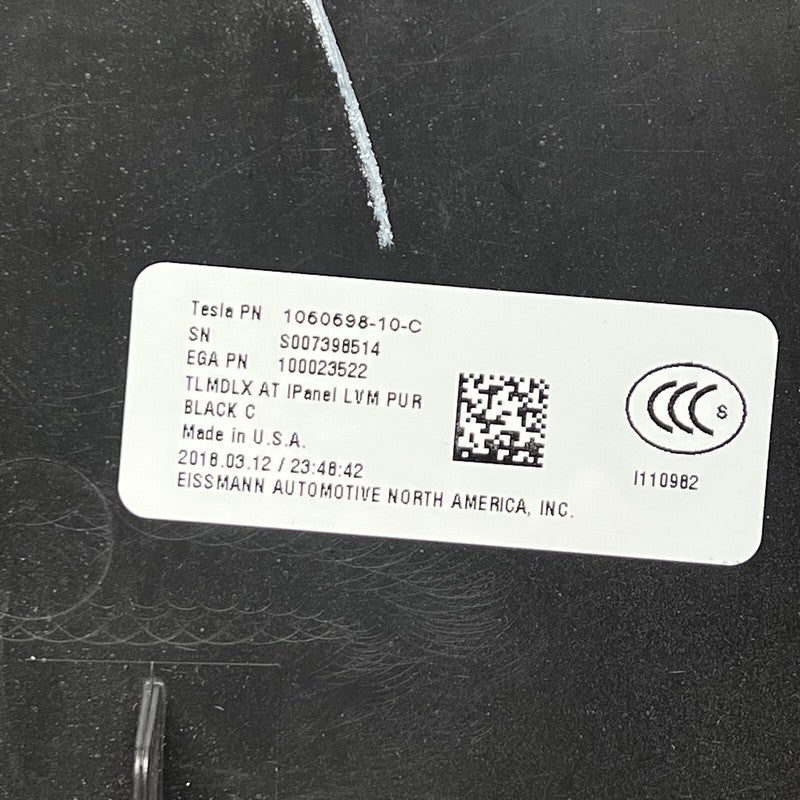 Tesla PN 1060698-10-C
SN S007398514
EGA PN 100023522
TLMDLX AT IPanel LVM PUR
BLACK C
Made in U.S.A.
2018.03.12 / 23:48:42
EISSMANN AUTOMOTIVE NORTH AMERICA, INC.
CCC S
I110982